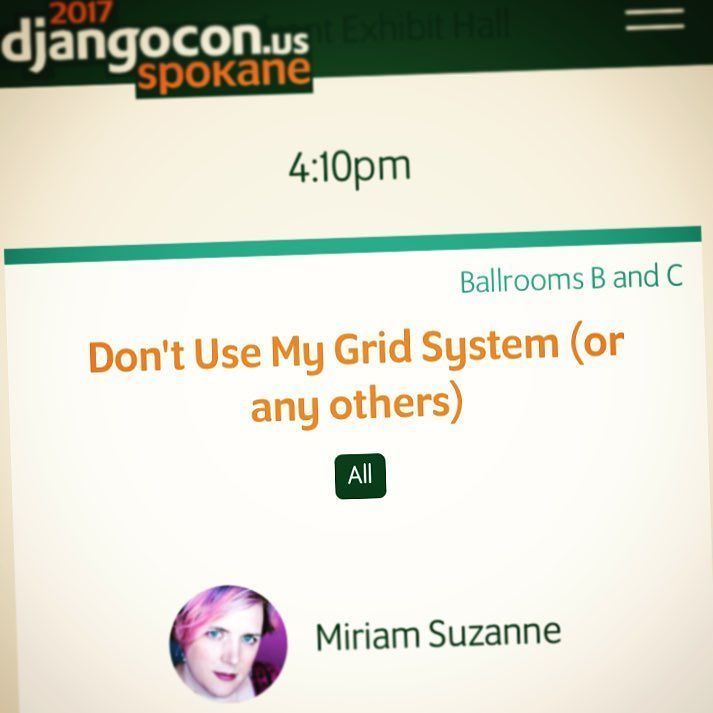 2017
djangocon.us
spokane
Exhibit Hall
4:10pm
Ballrooms B and C
Don't Use My Grid System (or
any others)
All
Miriam Suzanne